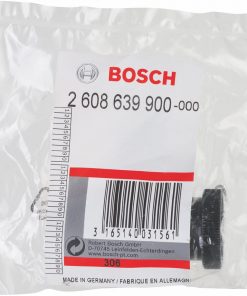 BOSCH
2 608 639 900-000
3 165140 031561
Robert Bosch GmbH
D-70745 Leinfelden-Echterdingen
www.bosch-pt.com
306
MADE IN GERMANY / FABRIQUÉ EN ALLEMAGNE